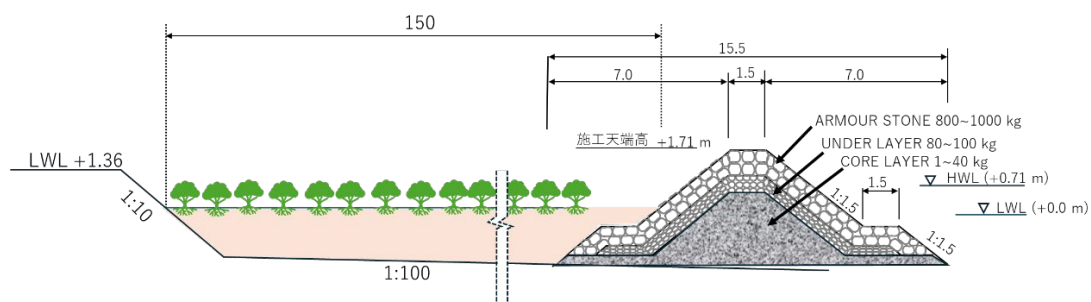 150
15.5
7.0
1.5
7.0
ARMOUR STONE 800~1000 kg
施工天端高 +1.71 m
UNDER LAYER 80~100 kg
CORE LAYER 1~40 kg
LWL +1.36
1:10
1:1.5
1.5
HWL (+0.71 m)
LWL (+0.0 m)
1:1.5
1:100